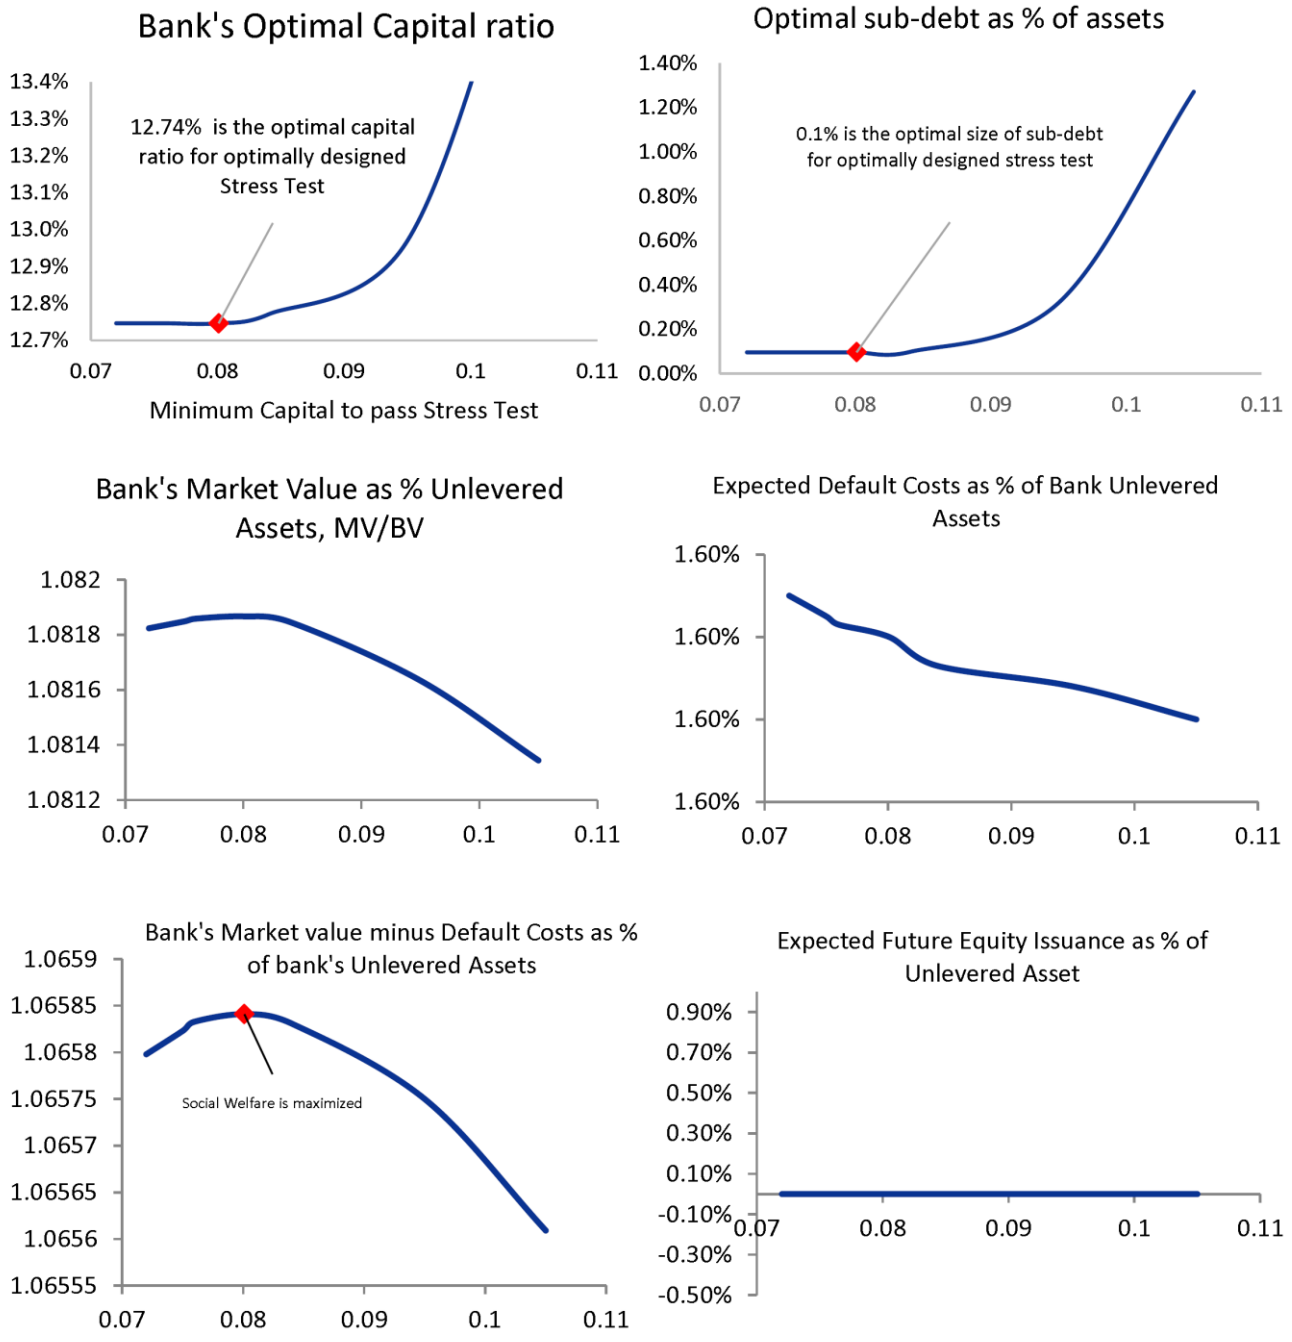 Bank's Optimal Capital ratio
13.4%
13.3%
13.2%
13.1%
13.0%
12.9%
12.8%
12.7%
12.74% is the optimal capital
ratio for optimally designed
Stress Test
0.07 0.08 0.09 0.1 0.11
Minimum Capital to pass Stress Test
Optimal sub-debt as % of assets
1.40%
1.20%
1.00%
0.80%
0.60%
0.40%
0.20%
0.00%
0.1% is the optimal size of sub-debt
for optimally designed stress test
0.07 0.08 0.09 0.1 0.11
Bank's Market Value as % Unlevered
Assets, MV/BV
1.082
1.0818
1.0816
1.0814
1.0812
0.07 0.08 0.09 0.1 0.11
Expected Default Costs as % of Bank Unlevered
Assets
1.60%
1.60%
1.60%
1.60%
0.07 0.08 0.09 0.1 0.11
Bank's Market value minus Default Costs as %
of bank's Unlevered Assets
1.0659
1.06585
1.0658
1.06575
1.0657
1.06565
1.0656
1.06555
Social Welfare is maximized
0.07 0.08 0.09 0.1 0.11
Expected Future Equity Issuance as % of
Unlevered Asset
0.90%
0.70%
0.50%
0.30%
0.10%
-0.10%
-0.30%
-0.50%
0.07 0.08 0.09 0.1 0.11